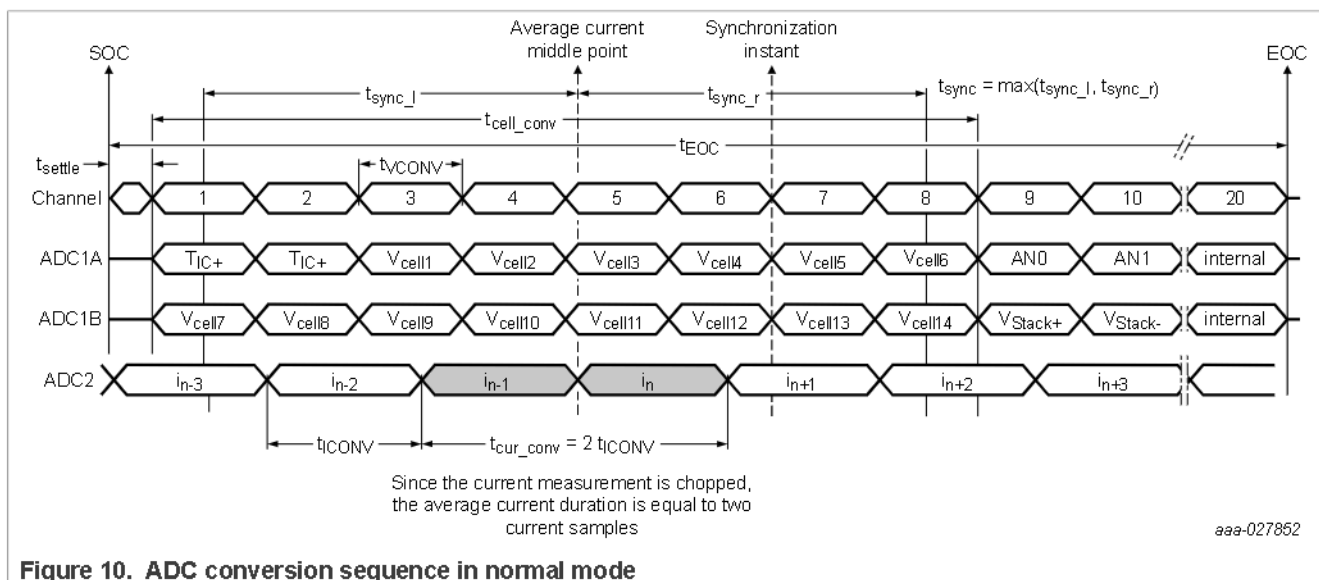 Average current
middle point
Synchronization
instant
SOC
EOC
tsync_l
tsync_r
tsync = max(tsync_l, tsync_r)
tcell_conv
tEOC
tsettle
tVCONV
Channel 1 2 3 4 5 6 7 8 9 10 20
ADC1A TIC+ TIC+ Vcell1 Vcell2 Vcell3 Vcell4 Vcell5 Vcell6 AN0 AN1 internal
ADC1B Vcell7 Vcell8 Vcell9 Vcell10 Vcell11 Vcell12 Vcell13 Vcell14 VStack+ VStack- internal
ADC2 in-3 in-2 in-1 in in+1 in+2 in+3
tICONV
tcur_conv = 2 tICONV
Since the current measurement is chopped,
the average current duration is equal to two
current samples
aaa-027852
Figure 10. ADC conversion sequence in normal mode